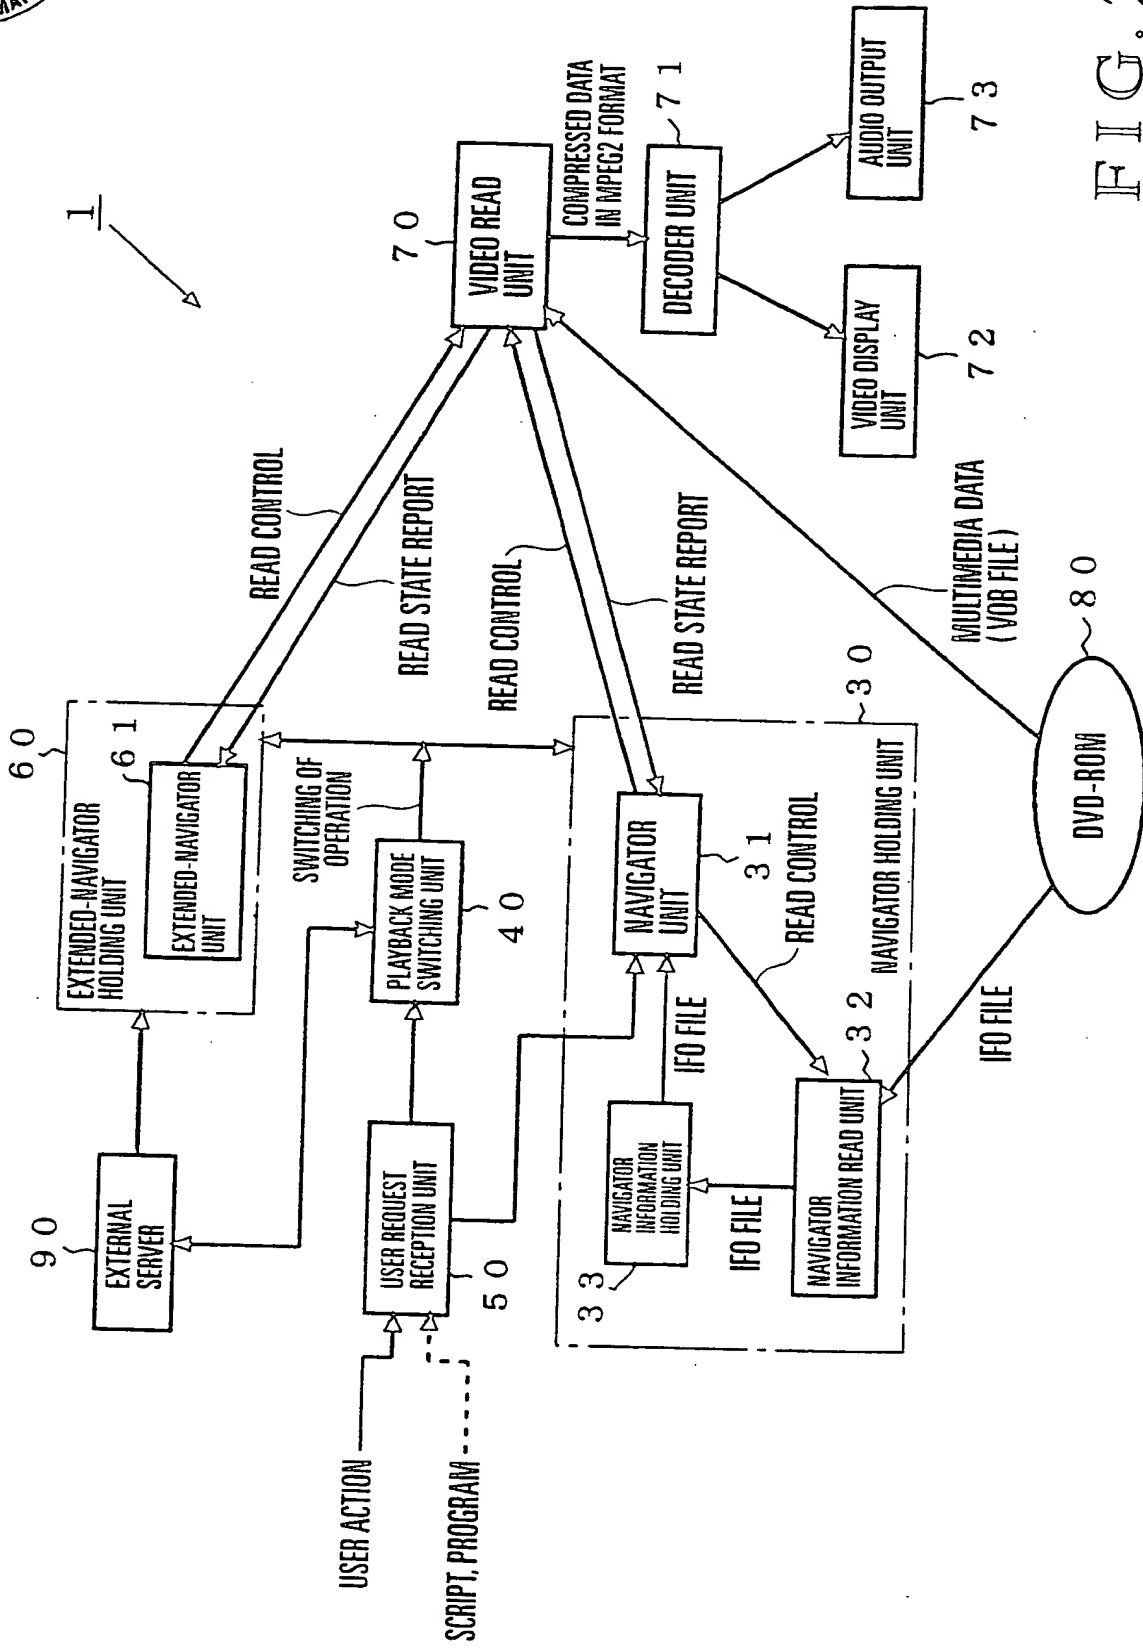 1
60
EXTENDED-NAVIGATOR
HOLDING UNIT
61
EXTENDED-NAVIGATOR
UNIT
90
EXTERNAL
SERVER
READ CONTROL
READ STATE REPORT
70
VIDEO READ
UNIT
SWITCHING OF
OPERATION
PLAYBACK MODE
SWITCHING UNIT
40
USER REQUEST
RECEPTION UNIT
50
USER ACTION
SCRIPT, PROGRAM
READ CONTROL
READ STATE REPORT
COMPRESSED DATA
IN MPEG2 FORMAT
DECODER UNIT
71
VIDEO DISPLAY
UNIT
72
AUDIO OUTPUT
UNIT
73
NAVIGATOR
UNIT
31
IFO FILE
NAVIGATOR
INFORMATION
HOLDING UNIT
33
READ CONTROL
IFO FILE
NAVIGATOR
INFORMATION READ UNIT
32
NAVIGATOR HOLDING UNIT
30
MULTIMEDIA DATA
(VOB FILE)
IFO FILE
DVD-ROM
80
FIG.